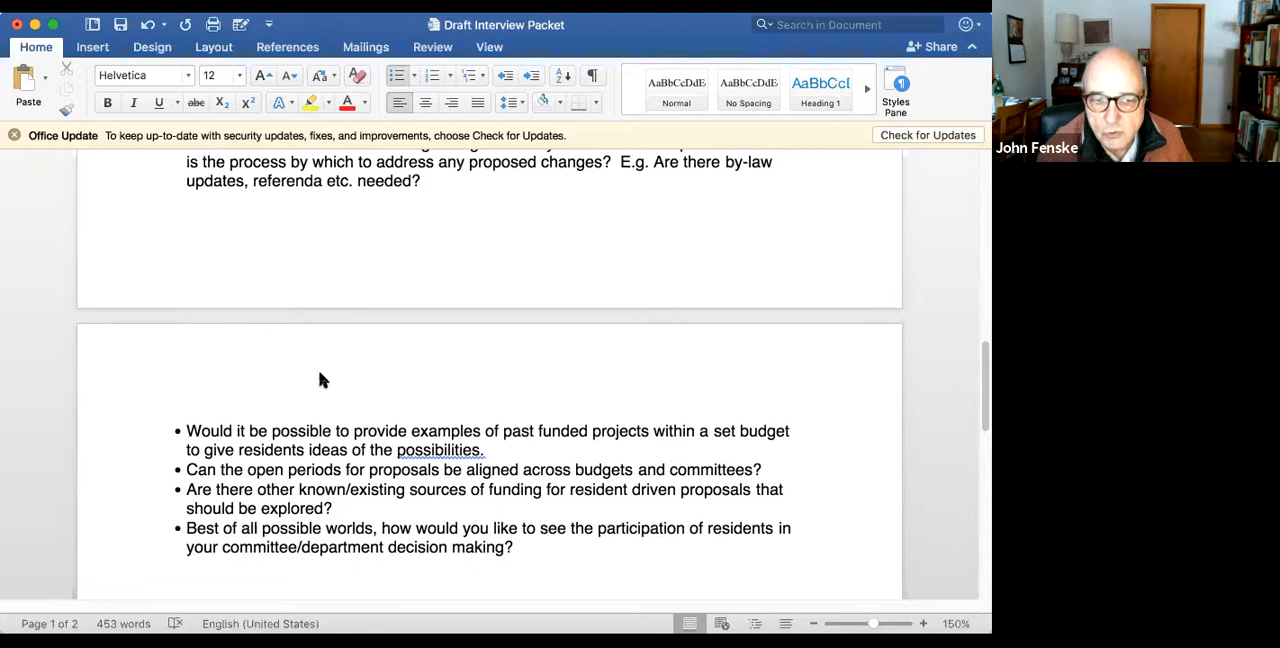 Draft Interview Packet
Search in Document
Home Insert Design Layout References Mailings Review View Share
Paste
Helvetica 12
AaBbCcDdE AaBbCcDdE AaBbCcI
Normal No Spacing Heading 1
Styles
Pane
B I U abc X2 X2 A A
Office Update To keep up-to-date with security updates, fixes, and improvements, choose Check for Updates. Check for Updates
is the process by which to address any proposed changes? E.g. Are there by-law
updates, referenda etc. needed?
• Would it be possible to provide examples of past funded projects within a set budget
to give residents ideas of the possibilities.
• Can the open periods for proposals be aligned across budgets and committees?
• Are there other known/existing sources of funding for resident driven proposals that
should be explored?
• Best of all possible worlds, how would you like to see the participation of residents in
your committee/department decision making?
Page 1 of 2 453 words English (United States) 150%
John Fenske